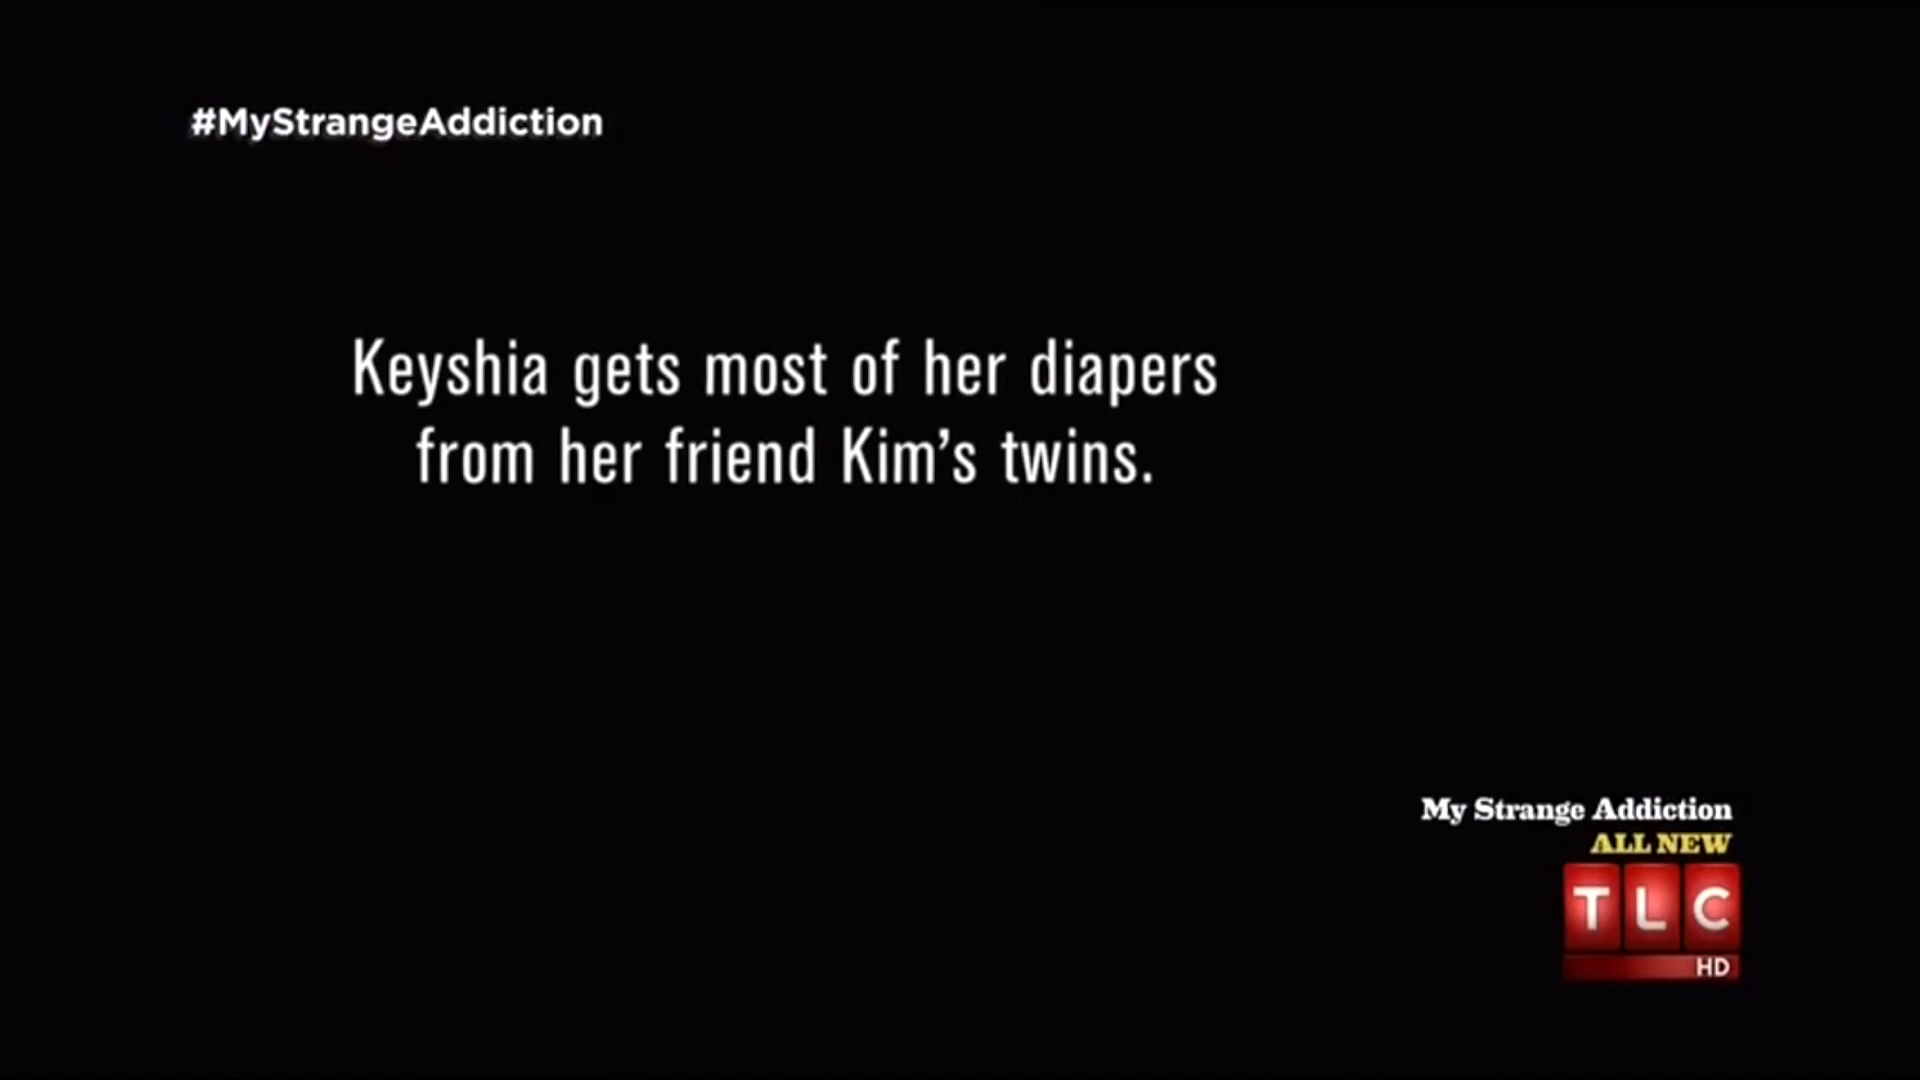 #MyStrangeAddiction
Keyshia gets most of her diapers
from her friend Kim’s twins.
My Strange Addiction
ALL NEW
TLC
HD